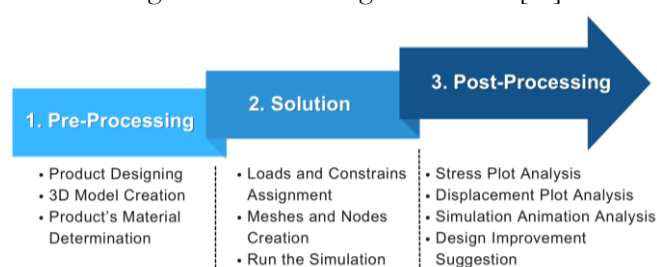 1. Pre-Processing
2. Solution
3. Post-Processing
• Product Designing
• 3D Model Creation
• Product's Material
Determination
• Loads and Constrains
Assignment
• Meshes and Nodes
Creation
• Run the Simulation
• Stress Plot Analysis
• Displacement Plot Analysis
• Simulation Animation Analysis
• Design Improvement
Suggestion